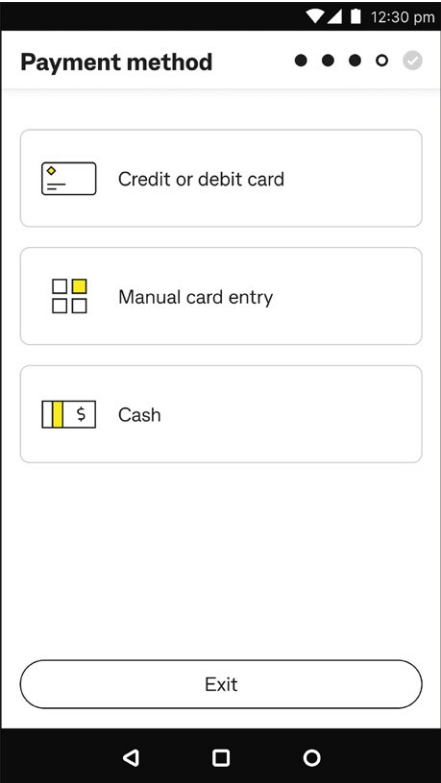 12:30 pm
Payment method
Credit or debit card
Manual card entry
$
Cash
Exit